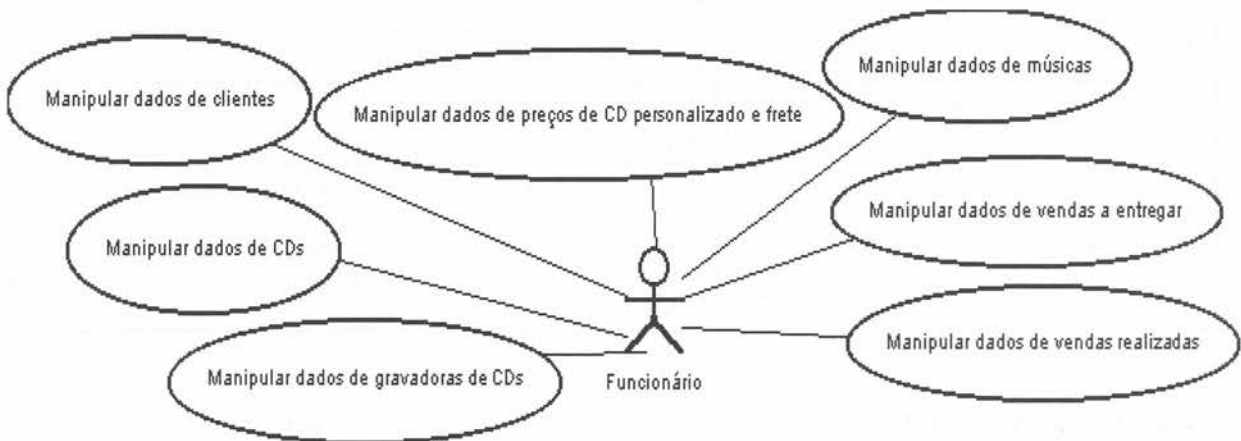 Manipular dados de músicas
Manipular dados de clientes
Manipular dados de preços de CD personalizado e frete
Manipular dados de vendas a entregar
Manipular dados de CDs
Manipular dados de vendas realizadas
Manipular dados de gravadoras de CDs
Funcionário